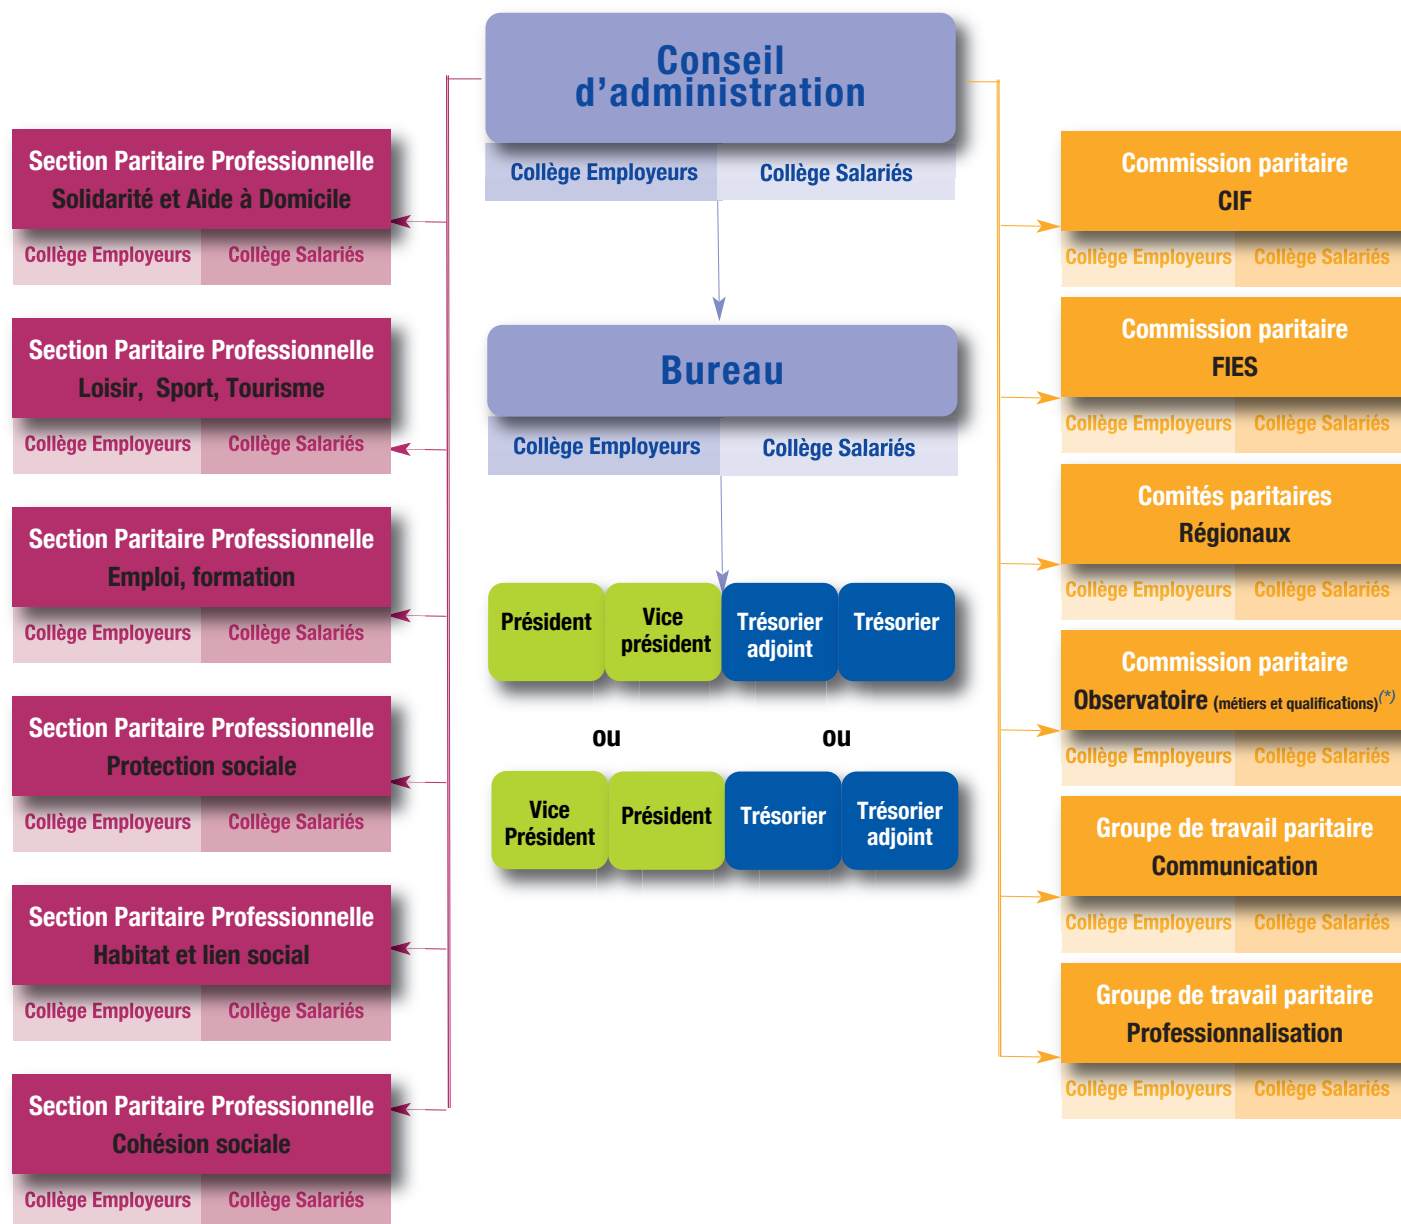 Conseil
d'administration
Collège Employeurs
Collège Salariés
Section Paritaire Professionnelle
Solidarité et Aide à Domicile
Collège Employeurs
Collège Salariés
Section Paritaire Professionnelle
Loisir, Sport, Tourisme
Collège Employeurs
Collège Salariés
Section Paritaire Professionnelle
Emploi, formation
Collège Employeurs
Collège Salariés
Section Paritaire Professionnelle
Protection sociale
Collège Employeurs
Collège Salariés
Section Paritaire Professionnelle
Habitat et lien social
Collège Employeurs
Collège Salariés
Section Paritaire Professionnelle
Cohésion sociale
Collège Employeurs
Collège Salariés
Bureau
Collège Employeurs
Collège Salariés
Président
Vice
président
Trésorier
adjoint
Trésorier
ou
ou
Vice
Président
Président
Trésorier
Trésorier
adjoint
Commission paritaire
CIF
Collège Employeurs
Collège Salariés
Commission paritaire
FIES
Collège Employeurs
Collège Salariés
Comités paritaires
Régionaux
Collège Employeurs
Collège Salariés
Commission paritaire
Observatoire (métiers et qualifications)(*)
Collège Employeurs
Collège Salariés
Groupe de travail paritaire
Communication
Collège Employeurs
Collège Salariés
Groupe de travail paritaire
Professionnalisation
Collège Employeurs
Collège Salariés